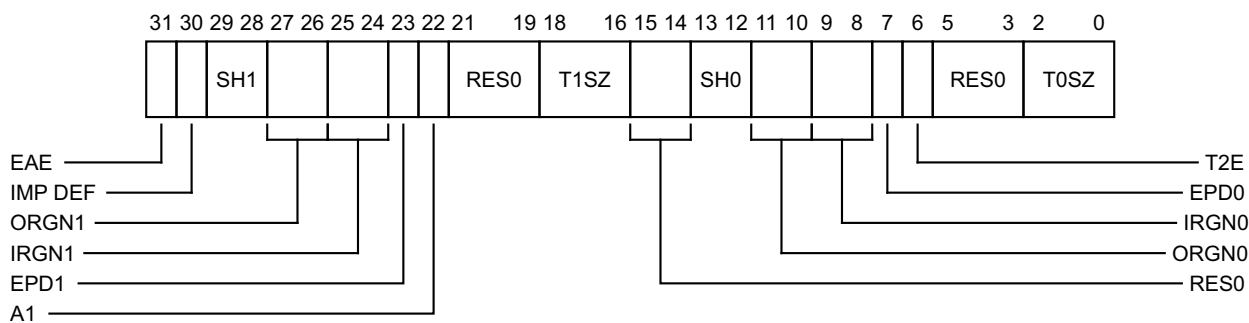 31 30 29 28 27 26 25 24 23 22 21 19 18 16 15 14 13 12 11 10 9 8 7 6 5 3 2 0
SH1 RES0 T1SZ SH0 RES0 T0SZ
EAE T2E
IMP DEF EPD0
ORGN1 IRGN0
IRGN1 ORGN0
EPD1 RES0
A1